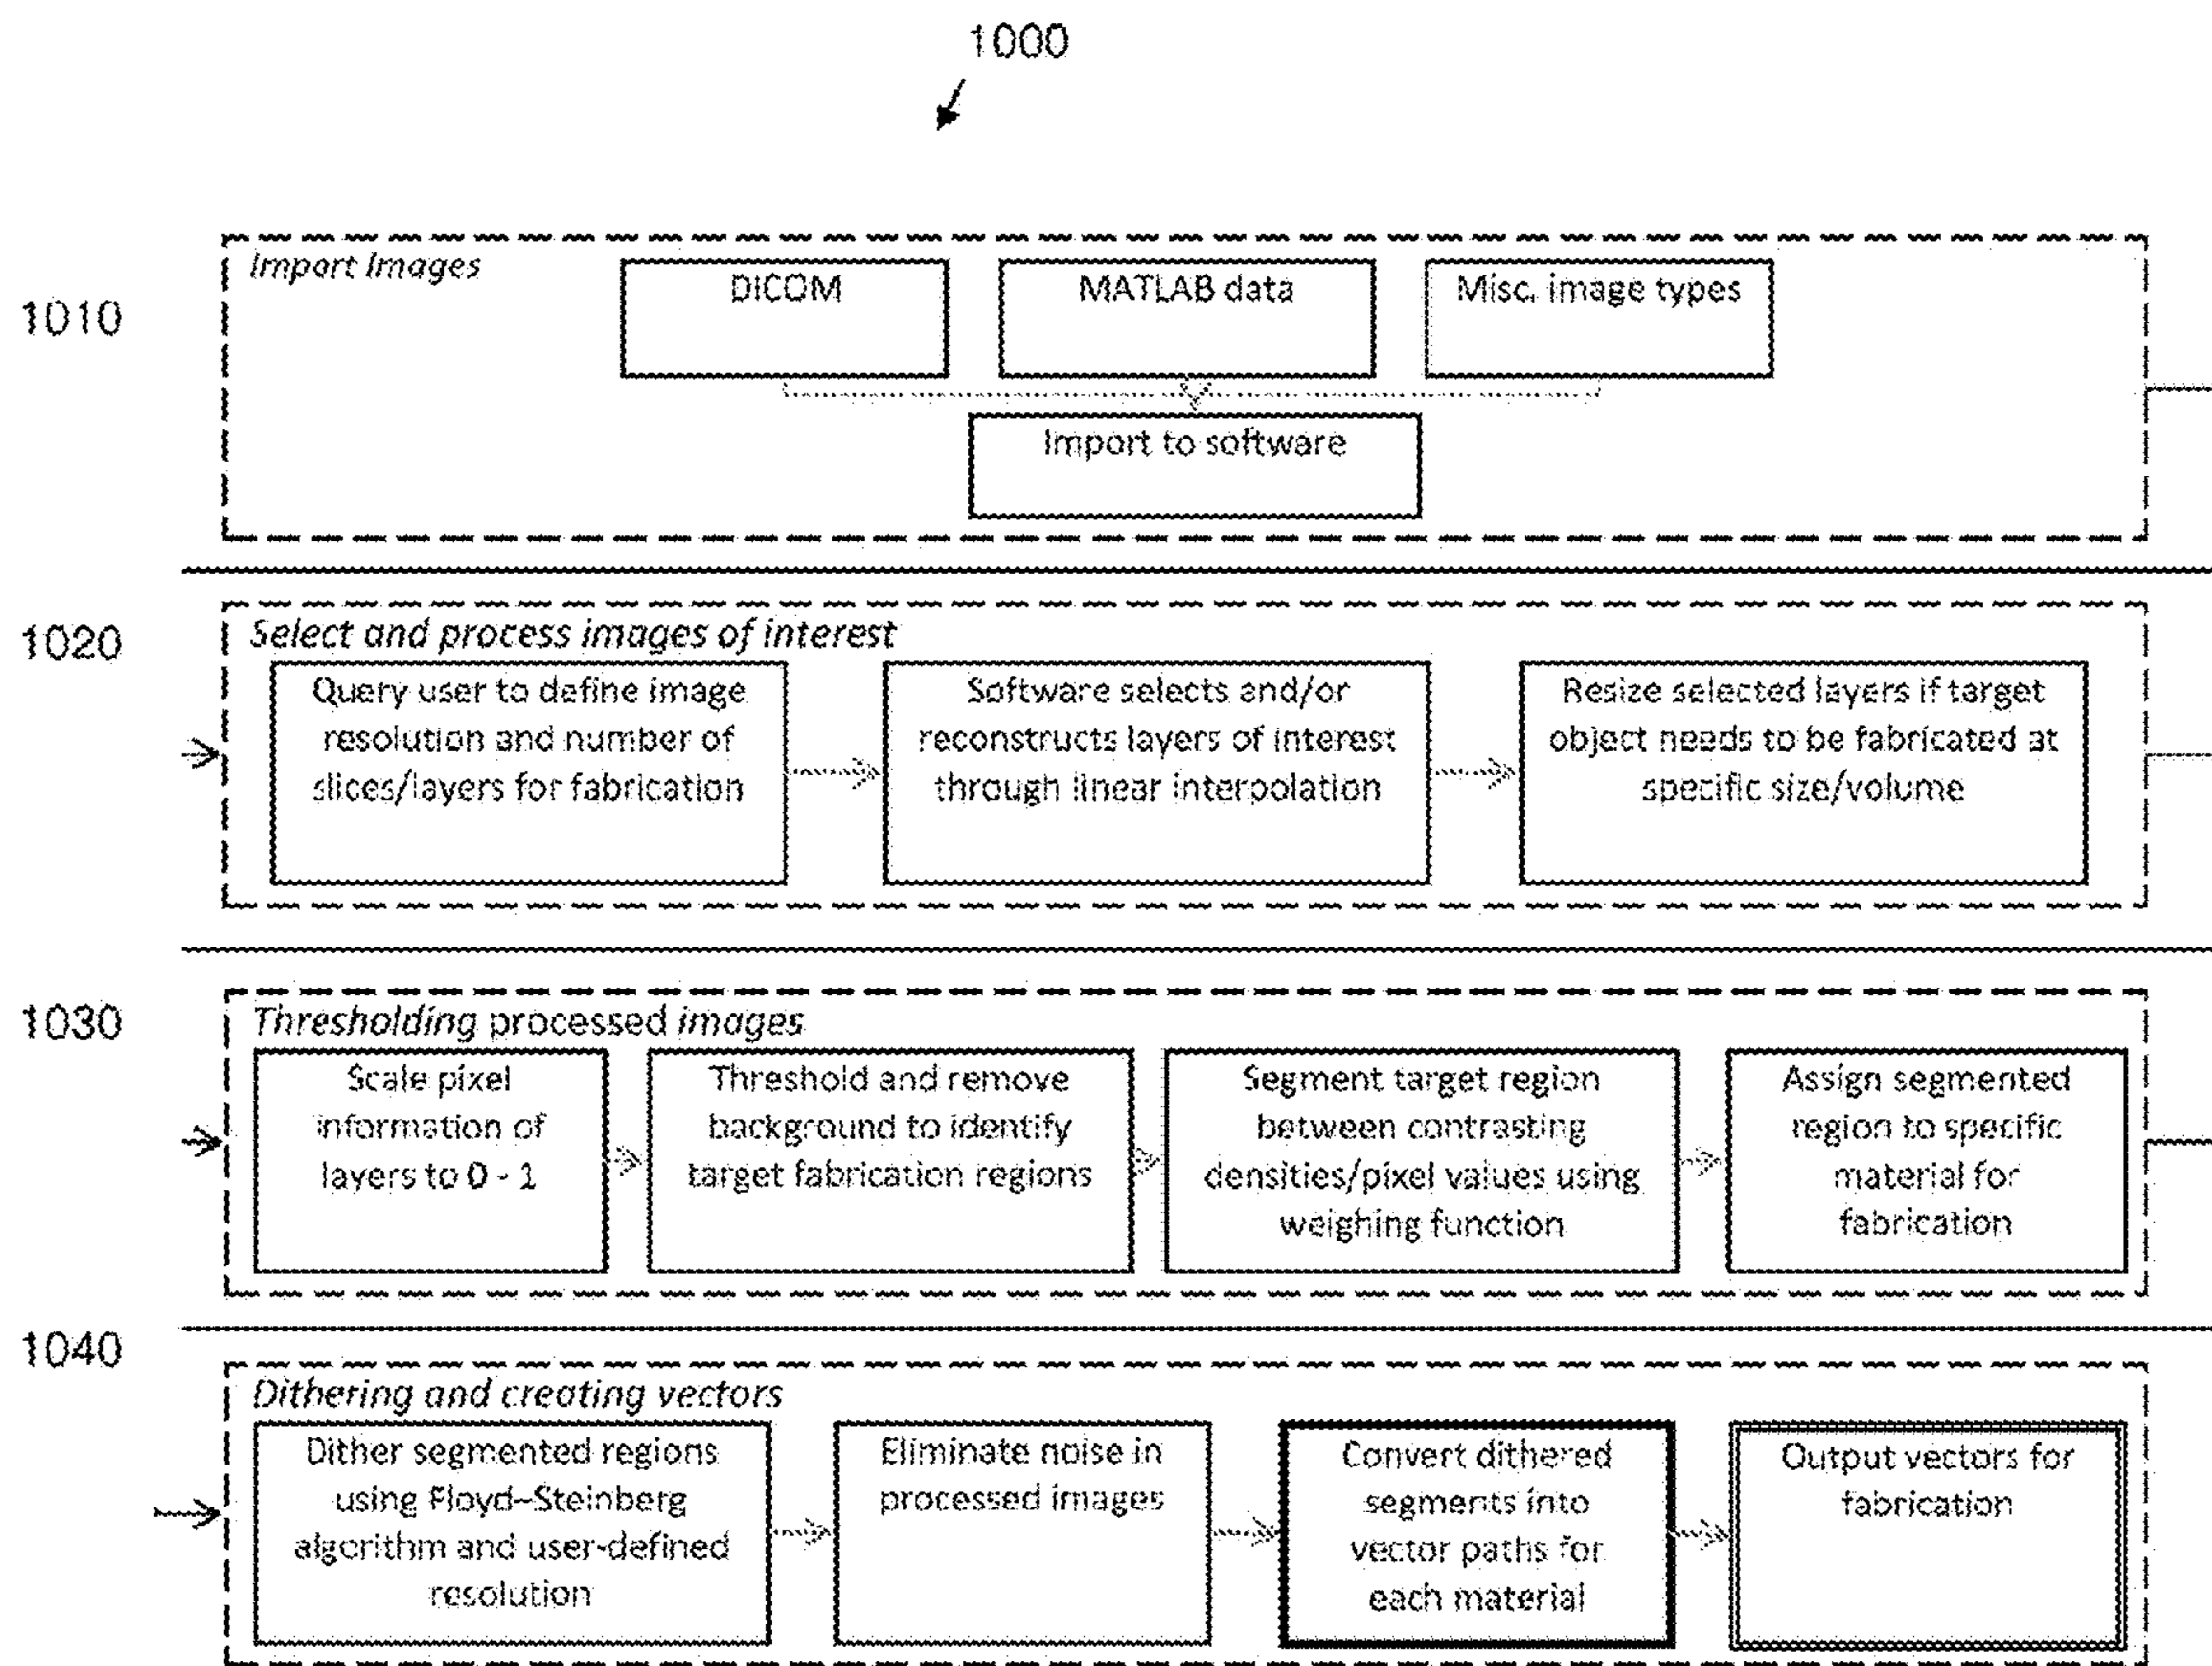 1000
1010
Import Images
DICOM
MATLAB data
Misc. image types
Import to software
1020
Select and process images of interest
Query user to define image
resolution and number of
slices/layers for fabrication
Software selects and/or
reconstructs layers of interest
through linear interpolation
Resize selected layers if target
object needs to be fabricated at
specific size/volume
1030
Thresholding processed images
Scale pixel
information of
layers to 0 - 1
Threshold and remove
background to identify
target fabrication regions
Segment target region
between contrasting
densities/pixel values using
weighing function
Assign segmented
region to specific
material for
fabrication
1040
Dithering and creating vectors
Dither segmented regions
using Floyd–Steinberg
algorithm and user-defined
resolution
Eliminate noise in
processed images
Convert dithered
segments into
vector paths for
each material
Output vectors for
fabrication